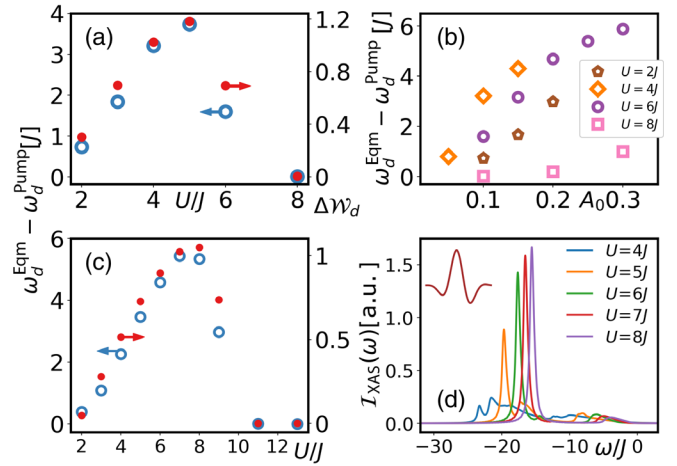 (a)
ω_d^Eqm − ω_d^Pump [J]
4
3
2
1
0
1.2
0.8
0.4
0
2 4 U/J 6 8 Δ𝒲_d
(b)
ω_d^Eqm − ω_d^Pump [J]
6
4
2
0
U = 2J
U = 4J
U = 6J
U = 8J
0.1 0.2 A_0 0.3
(c)
6
4
2
0
1
0.5
0
2 4 6 8 10 12 U/J
(d)
ℐ_XAS(ω)[a.u.]
1.5
1.0
0.5
0.0
U=4J
U=5J
U=6J
U=7J
U=8J
−30 −20 −10 ω/J 0